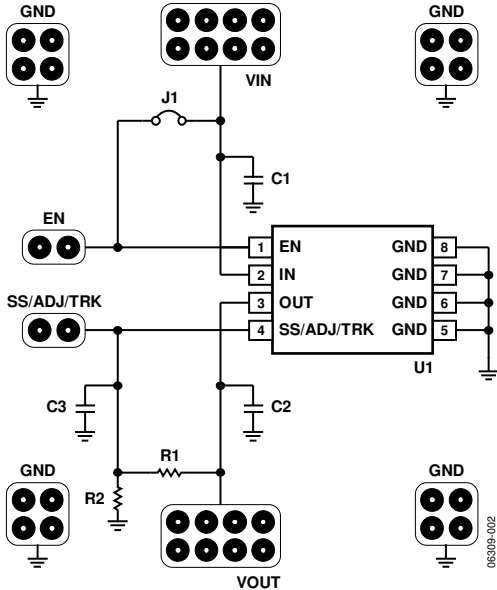 GND
GND
VIN
J1
C1
EN
1 EN GND 8
2 IN GND 7
3 OUT GND 6
4 SS/ADJ/TRK GND 5
SS/ADJ/TRK
U1
C3
C2
R1
R2
GND
GND
VOUT
06309-002